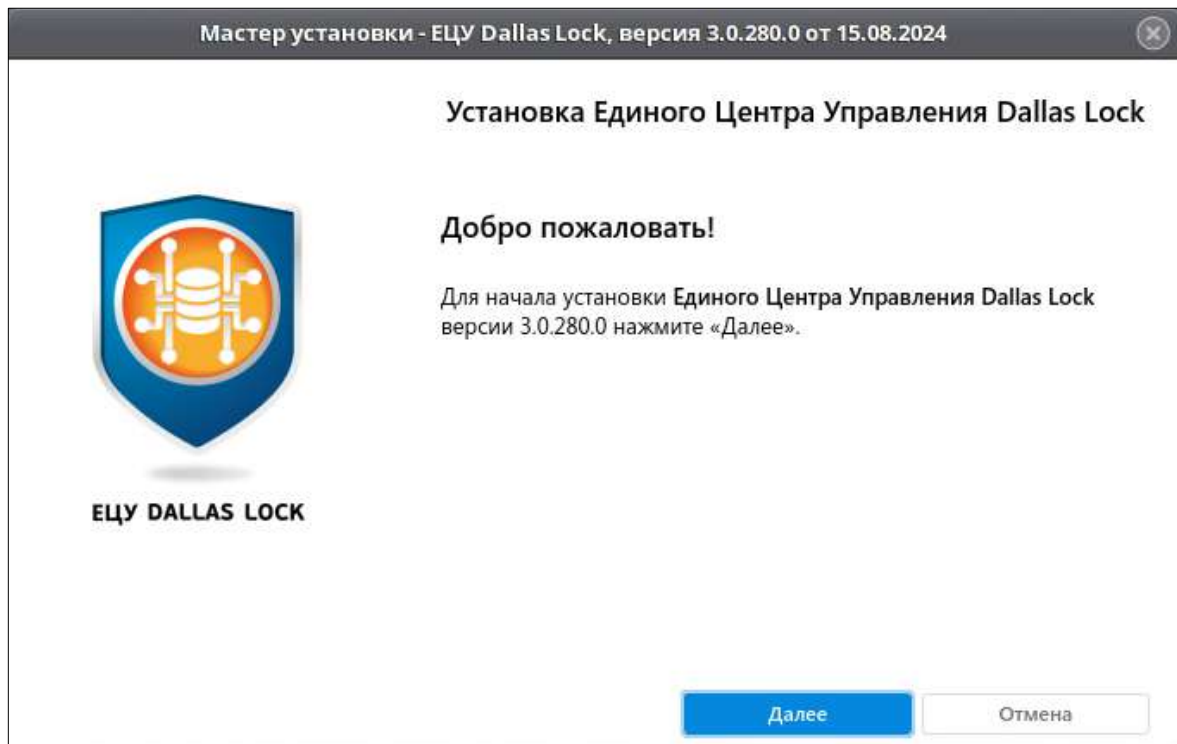 Мастер установки - ЕЦУ Dallas Lock, версия 3.0.280.0 от 15.08.2024
Установка Единого Центра Управления Dallas Lock
Добро пожаловать!
Для начала установки Единого Центра Управления Dallas Lock
версии 3.0.280.0 нажмите «Далее».
ЕЦУ DALLAS LOCK
Далее
Отмена